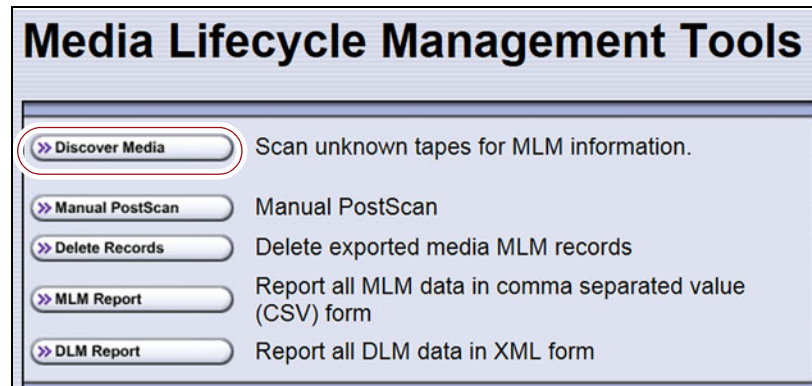 Media Lifecycle Management Tools
Discover Media Scan unknown tapes for MLM information.
Manual PostScan Manual PostScan
Delete Records Delete exported media MLM records
MLM Report Report all MLM data in comma separated value
(CSV) form
DLM Report Report all DLM data in XML form